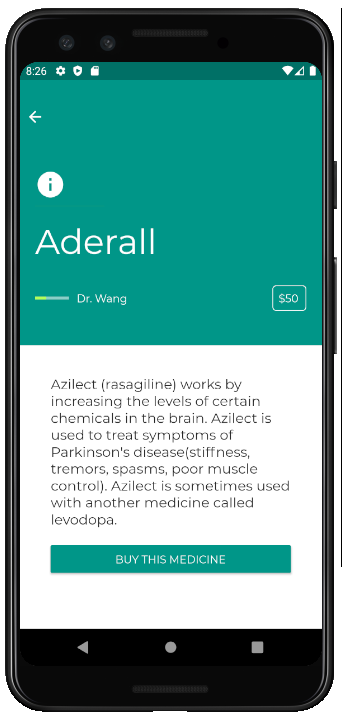 8:26
Aderall
Dr. Wang
$50
Azilect (rasagiline) works by
increasing the levels of certain
chemicals in the brain. Azilect is
used to treat symptoms of
Parkinson's disease(stiffness,
tremors, spasms, poor muscle
control). Azilect is sometimes used
with another medicine called
levodopa.
BUY THIS MEDICINE